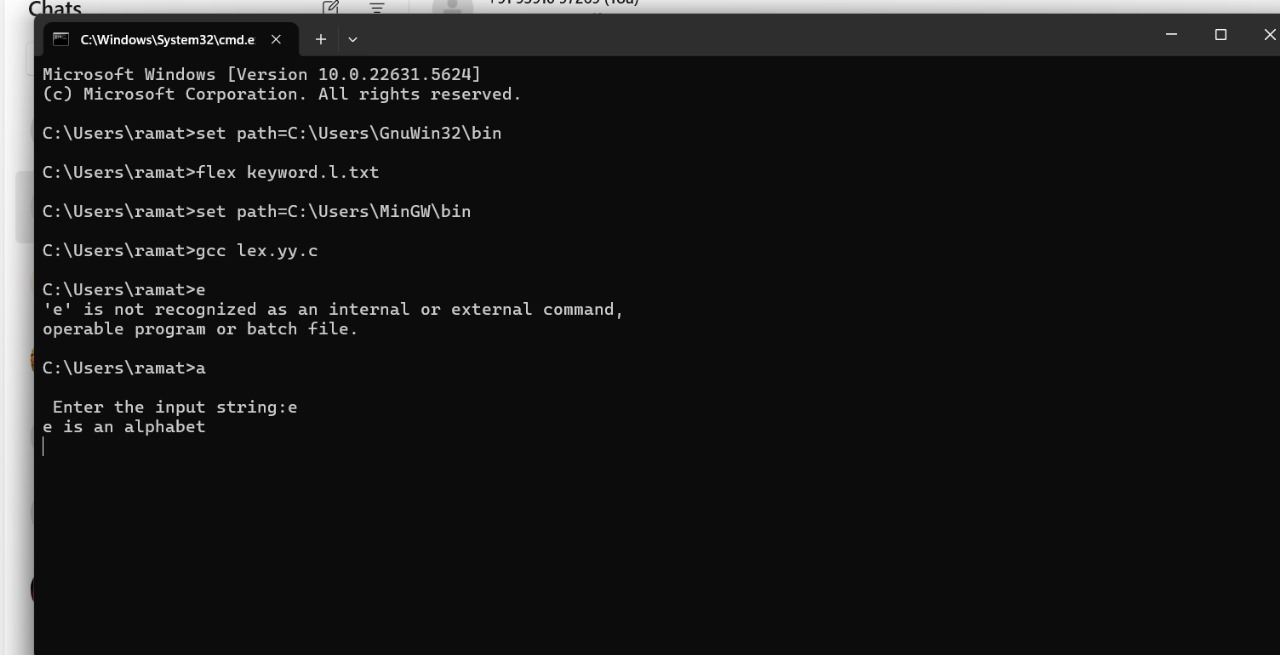 Chats
C:\Windows\System32\cmd.e
Microsoft Windows [Version 10.0.22631.5624]
(c) Microsoft Corporation. All rights reserved.
C:\Users\ramat>set path=C:\Users\GnuWin32\bin
C:\Users\ramat>flex keyword.l.txt
C:\Users\ramat>set path=C:\Users\MinGW\bin
C:\Users\ramat>gcc lex.yy.c
C:\Users\ramat>e
'e' is not recognized as an internal or external command,
operable program or batch file.
C:\Users\ramat>a
Enter the input string:e
e is an alphabet